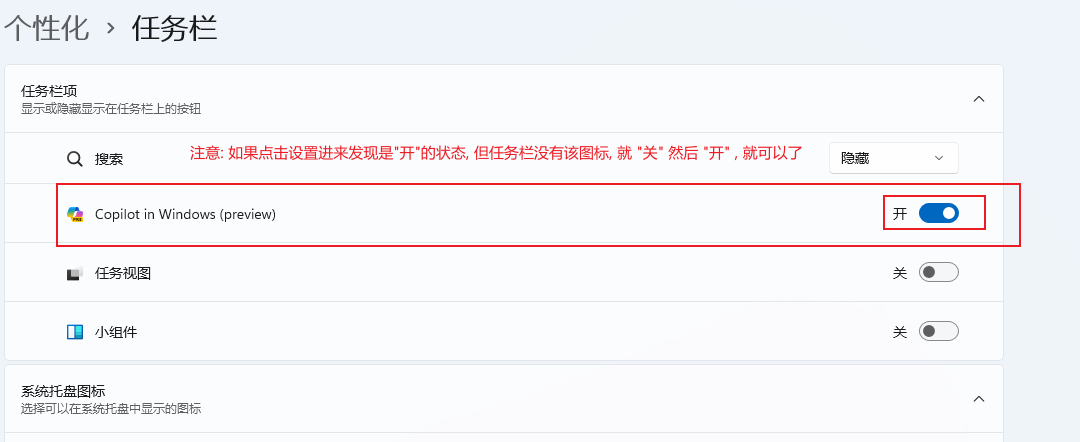 个性化 › 任务栏
任务栏项
显示或隐藏显示在任务栏上的按钮
搜索
注意: 如果点击设置进来发现是"开"的状态, 但任务栏没有该图标, 就 "关" 然后 "开" , 就可以了
隐藏
Copilot in Windows (preview)
开
任务视图
关
小组件
关
系统托盘图标
选择可以在系统托盘中显示的图标